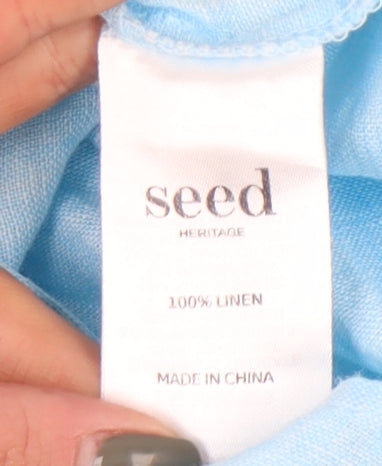 seed
HERITAGE
100% LINEN
MADE IN CHINA